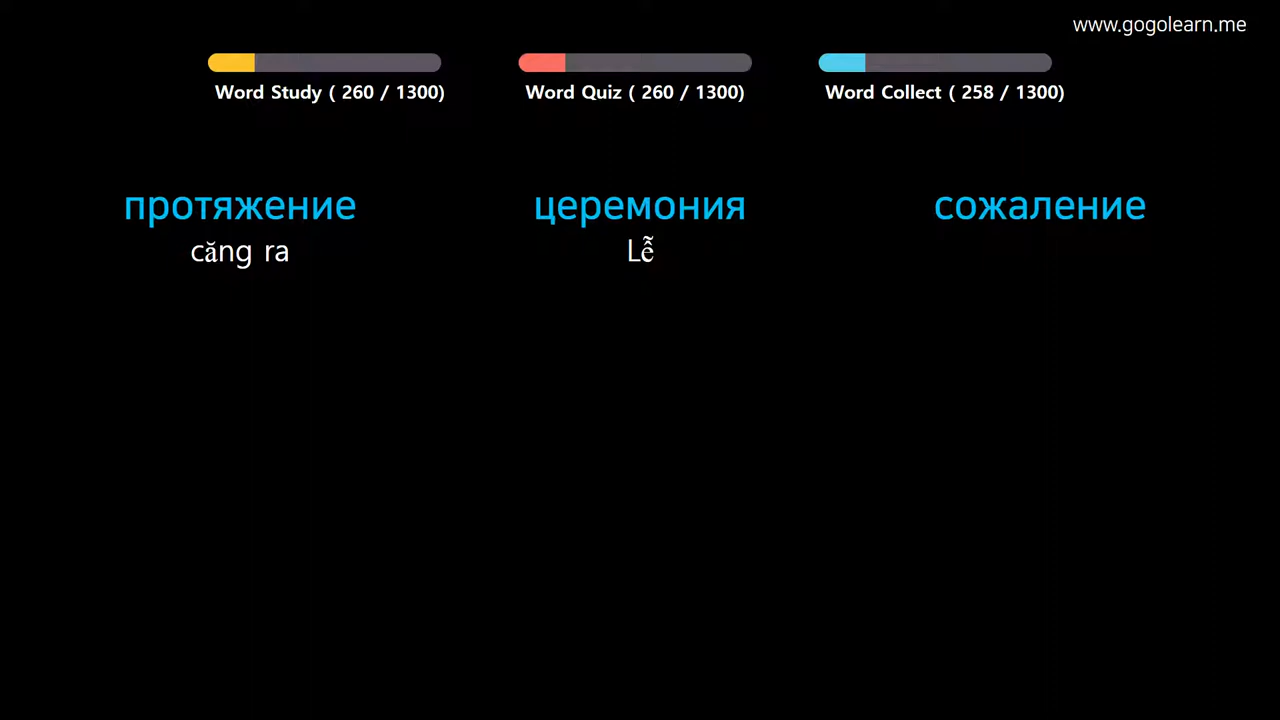 www.gogolearn.me
Word Study ( 260 / 1300)
Word Quiz ( 260 / 1300)
Word Collect ( 258 / 1300)
протяжение
căng ra
церемония
Lễ
сожаление